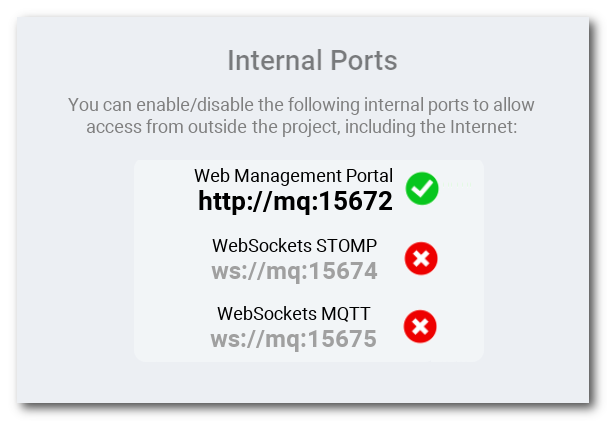 Internal Ports
You can enable/disable the following internal ports to allow
access from outside the project, including the Internet:
Web Management Portal
http://mq:15672
WebSockets STOMP
ws://mq:15674
WebSockets MQTT
ws://mq:15675